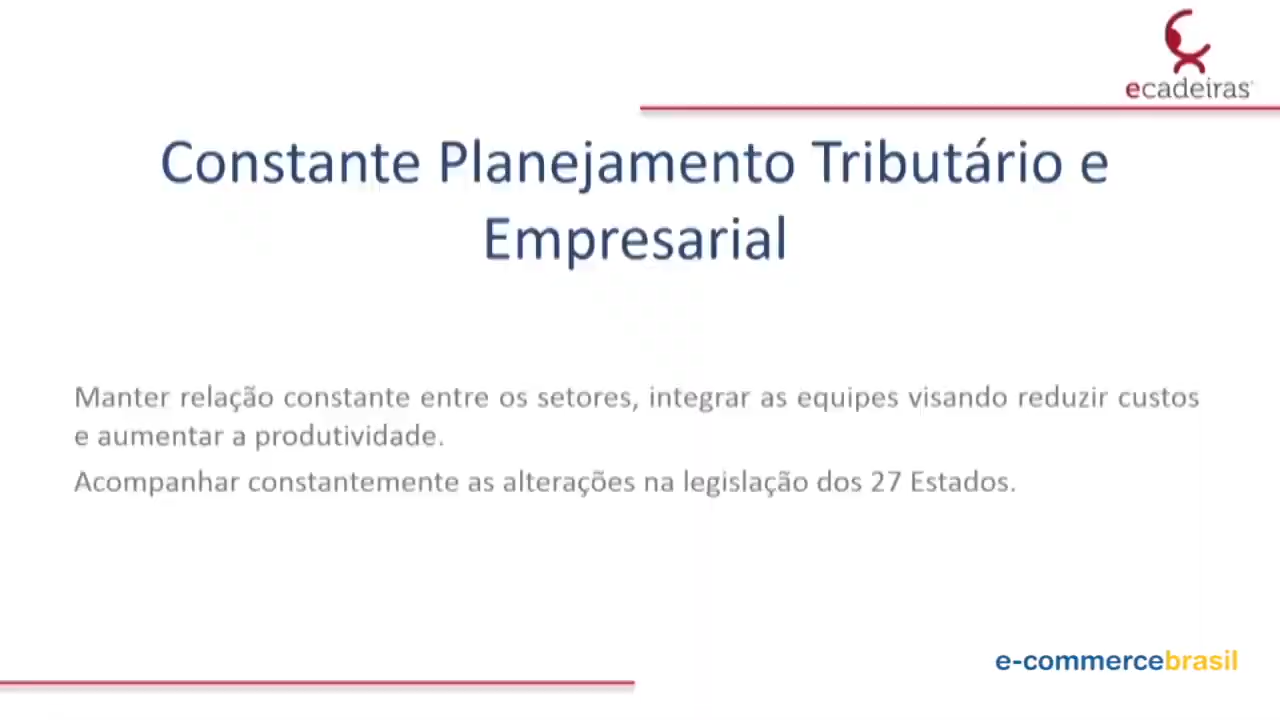 ecadeiras
Constante Planejamento Tributário e
Empresarial
Manter relação constante entre os setores, integrar as equipes visando reduzir custos
e aumentar a produtividade.
Acompanhar constantemente as alterações na legislação dos 27 Estados.
e-commercebrasil